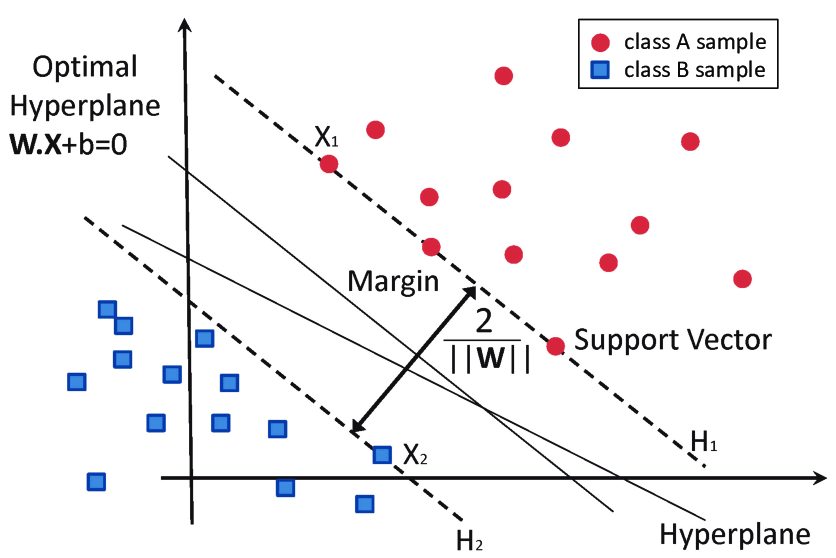 Optimal
Hyperplane
W.X+b=0
class A sample
class B sample
X₁
Margin
2
||W||
Support Vector
H₁
X₂
H₂
Hyperplane